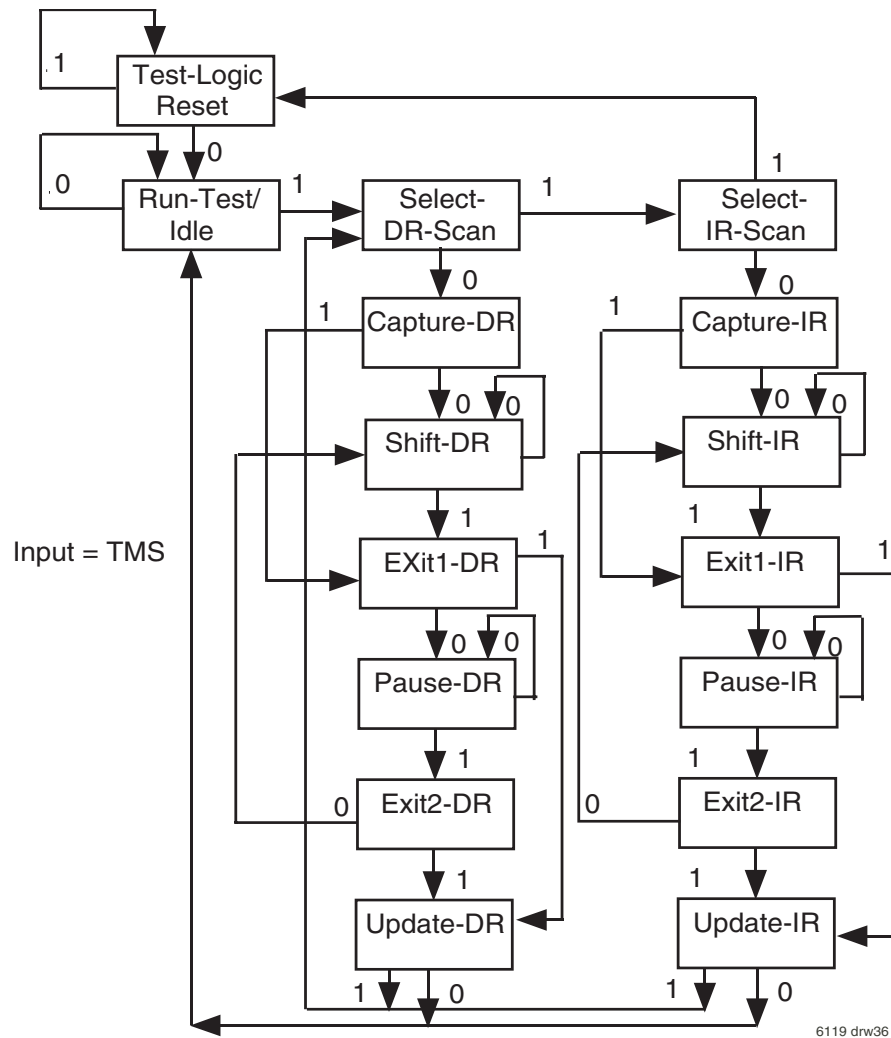 1
Test-Logic
Reset
0
0
Run-Test/
Idle
1
Select-
DR-Scan
1
1
Select-
IR-Scan
0
0
1
Capture-DR
1
Capture-IR
0
0
0
0
Shift-DR
Shift-IR
1
1
Input = TMS
EXit1-DR
1
Exit1-IR
1
0
0
0
0
Pause-DR
Pause-IR
1
1
0
Exit2-DR
0
Exit2-IR
1
1
Update-DR
Update-IR
1
0
1
0
6119 drw36